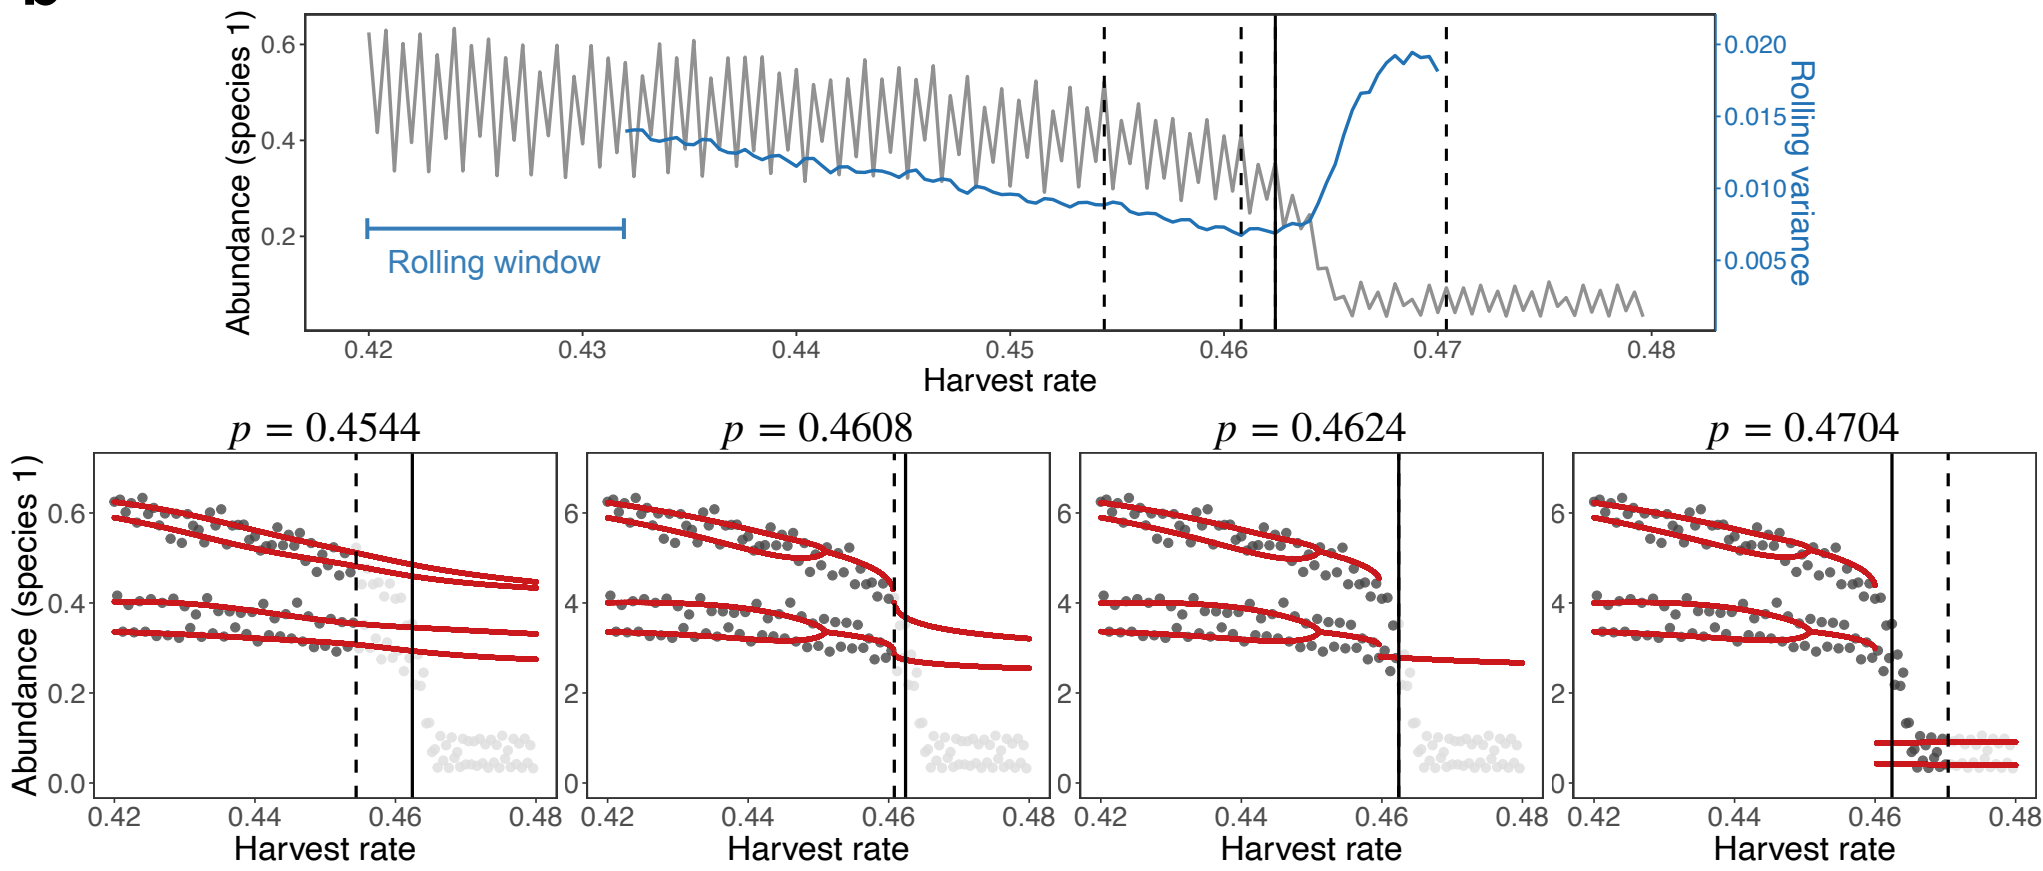 b
Abundance (species 1)
0.6
0.4
0.2
0.020
0.015
0.010
0.005
Rolling variance
Rolling window
0.42 0.43 0.44 0.45 0.46 0.47 0.48
Harvest rate
p = 0.4544 p = 0.4608 p = 0.4624 p = 0.4704
Abundance (species 1)
0.6 6 6 6
0.4 4 4 4
0.2 2 2 2
0.0 0 0 0
0.42 0.44 0.46 0.48 0.42 0.44 0.46 0.48 0.42 0.44 0.46 0.48 0.42 0.44 0.46 0.48
Harvest rate Harvest rate Harvest rate Harvest rate